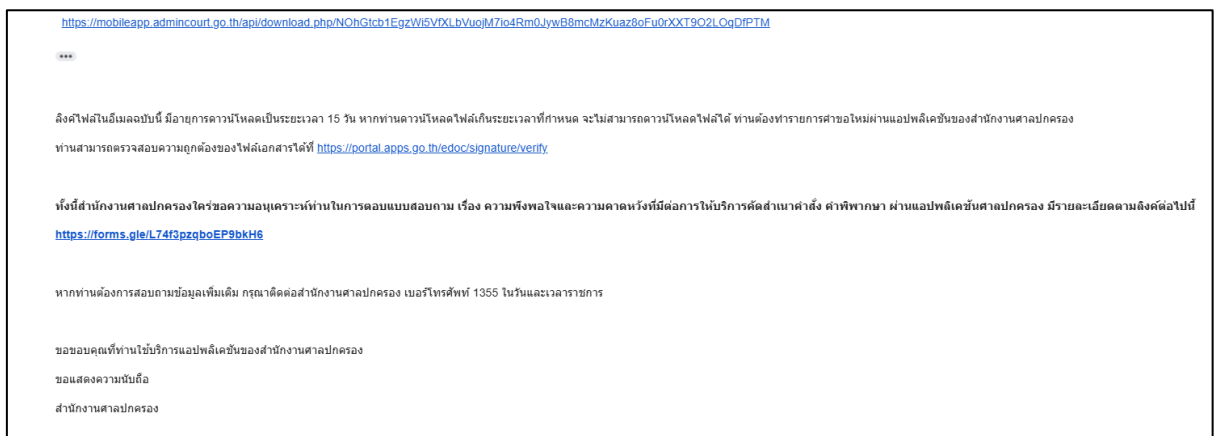 https://mobileapp.admincourt.go.th/api/download.php/NOhGtcb1EgzWi5VfXLbVuojM7io4Rm0JywB8mcMzKuaz8oFu0rXXT9O2LOqDfPTM
ลิงค์ไฟล์ในอีเมลฉบับนี้ มีอายุการดาวน์โหลดเป็นระยะเวลา 15 วัน หากท่านดาวน์โหลดไฟล์เกินระยะเวลาที่กำหนด จะไม่สามารถดาวน์โหลดไฟล์ได้ ท่านต้องทำรายการคำขอใหม่ผ่านแอปพลิเคชันของสำนักงานศาลปกครอง
ท่านสามารถตรวจสอบความถูกต้องของไฟล์เอกสารได้ที่ https://portal.apps.go.th/edoc/signature/verify
ทั้งนี้สำนักงานศาลปกครองใคร่ขอความอนุเคราะห์ท่านในการตอบแบบสอบถาม เรื่อง ความพึงพอใจและความคาดหวังที่มีต่อการให้บริการคัดสำเนาคำสั่ง คำพิพากษา ผ่านแอปพลิเคชันศาลปกครอง มีรายละเอียดตามลิงค์ต่อไปนี้
https://forms.gle/L74f3pzqboEP9bkH6
หากท่านต้องการสอบถามข้อมูลเพิ่มเติม กรุณาติดต่อสำนักงานศาลปกครอง เบอร์โทรศัพท์ 1355 ในวันและเวลาราชการ
ขอขอบคุณที่ท่านใช้บริการแอปพลิเคชันของสำนักงานศาลปกครอง
ขอแสดงความนับถือ
สำนักงานศาลปกครอง